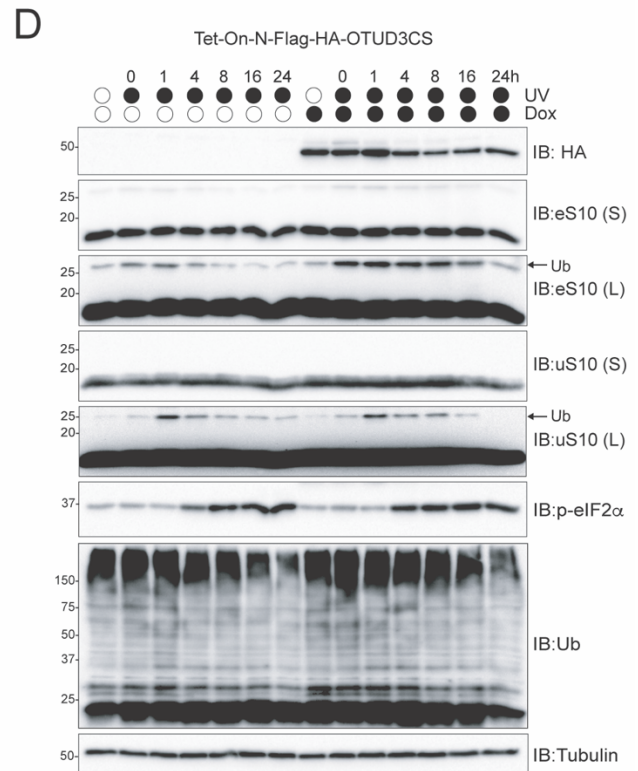 D
Tet-On-N-Flag-HA-OTUD3CS
0 1 4 8 16 24 0 1 4 8 16 24h
UV
Dox
50-
IB: HA
25-
20-
IB:eS10 (S)
25-
20-
Ub
IB:eS10 (L)
25-
20-
IB:uS10 (S)
25-
20-
Ub
IB:uS10 (L)
37-
IB:p-eIF2α
150-
75-
50-
37-
25-
IB:Ub
50-
IB:Tubulin